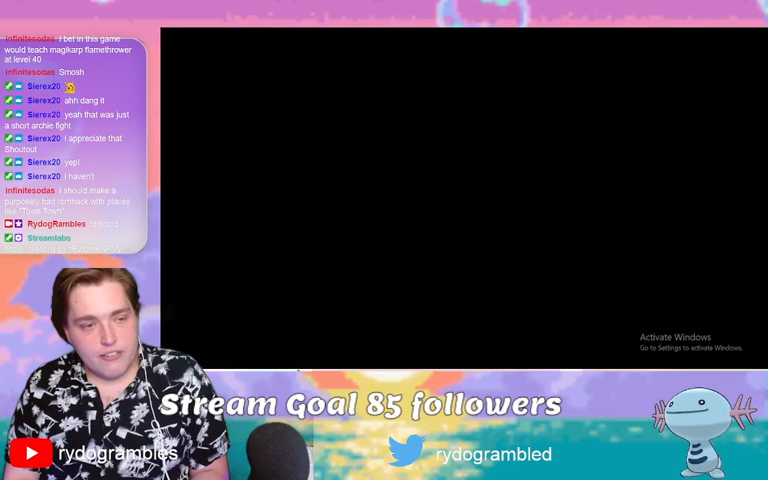 infinitesodas I bet in this game
would teach magikarp flamethrower
at level 40
infinitesodas Smosh
Sierex20
Sierex20 ahh dang it
Sierex20 yeah that was just
a short archie fight
Sierex20 I appreciate that
Shoutout
Sierex20 yep!
Sierex20 I haven't
infinitesodas I should make a
purposely bad romhack with places
like "Town Town"
RydogRambles !discord
Streamlabs
Activate Windows
Go to Settings to activate Windows.
Stream Goal 85 followers
rydogrambles
rydogrambled